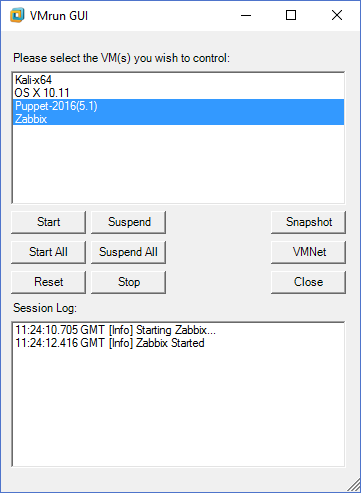 VMrun GUI
Please select the VM(s) you wish to control:
Kali-x64
OS X 10.11
Puppet-2016(5.1)
Zabbix
Start Suspend Snapshot
Start All Suspend All VMNet
Reset Stop Close
Session Log:
11:24:10.705 GMT [Info] Starting Zabbix...
11:24:12.416 GMT [Info] Zabbix Started